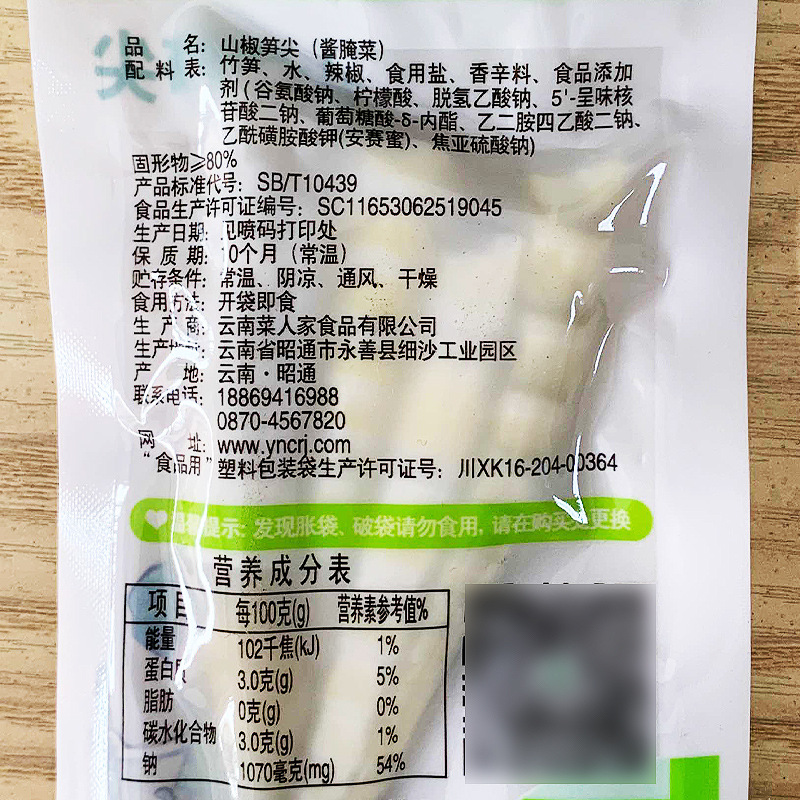 品 名: 山椒笋尖（酱腌菜）
配 料 表: 竹笋、水、辣椒、食用盐、香辛料、食品添加
剂(谷氨酸钠、柠檬酸、脱氢乙酸钠、5'-呈味核
苷酸二钠、葡萄糖酸-δ-内酯、乙二胺四乙酸二钠、
乙酰磺胺酸钾(安赛蜜)、焦亚硫酸钠)
固形物≥80%
产品标准代号: SB/T10439
食品生产许可证编号: SC11653062519045
生产日期: 见喷码打印处
保 质 期: 10个月（常温）
贮存条件: 常温、阴凉、通风、干燥
食用方法: 开袋即食
生 产 商: 云南菜人家食品有限公司
生产地址: 云南省昭通市永善县细沙工业园区
产 地: 云南·昭通
联系电话: 18869416988
0870-4567820
网 址: www.yncrj.com
"食品用"塑料包装袋生产许可证号: 川XK16-204-00364
提示: 发现胀袋、破袋请勿食用, 请在购买处更换
营养成分表
项目 每100克(g) 营养素参考值%
能量 102千焦(kJ) 1%
蛋白质 3.0克(g) 5%
脂肪 0克(g) 0%
碳水化合物 3.0克(g) 1%
钠 1070毫克(mg) 54%